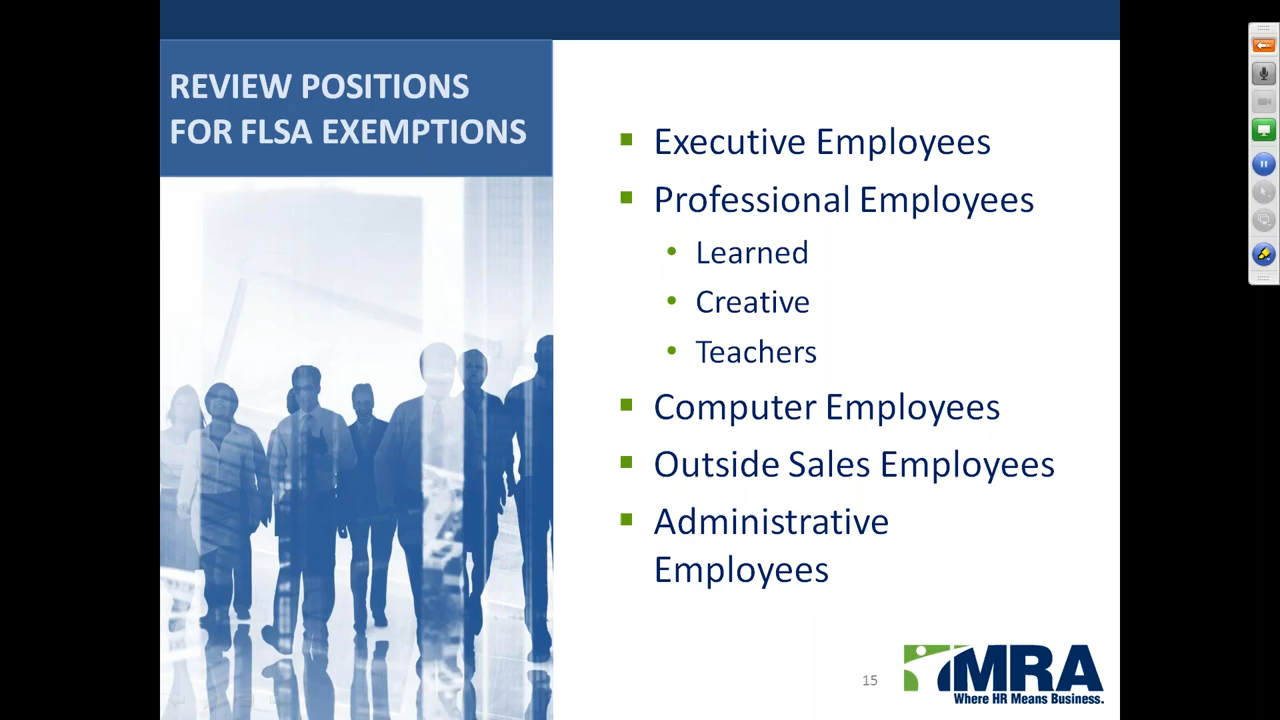 REVIEW POSITIONS
FOR FLSA EXEMPTIONS
Executive Employees
Professional Employees
Learned
Creative
Teachers
Computer Employees
Outside Sales Employees
Administrative
Employees
15
MRA
Where HR Means Business.